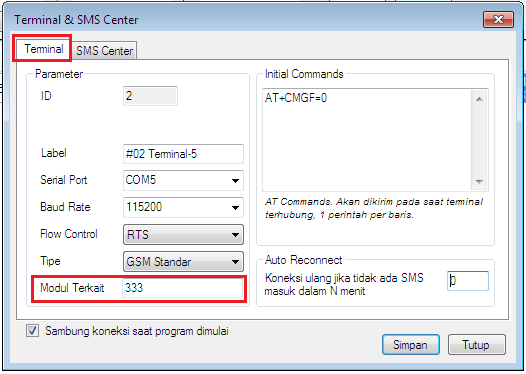 Terminal & SMS Center
Teminal
SMS Center
Parameter
ID
2
Label
#02 Terminal-5
Serial Port
COM5
Baud Rate
115200
Flow Control
RTS
Tipe
GSM Standar
Modul Terkait
333
Initial Commands
AT+CMGF=0
AT Commands. Akan dikirim pada saat teminal
terhubung, 1 perintah per baris.
Auto Reconnect
Koneksi ulang jika tidak ada SMS
masuk dalam N menit
0
Sambung koneksi saat program dimulai
Simpan
Tutup